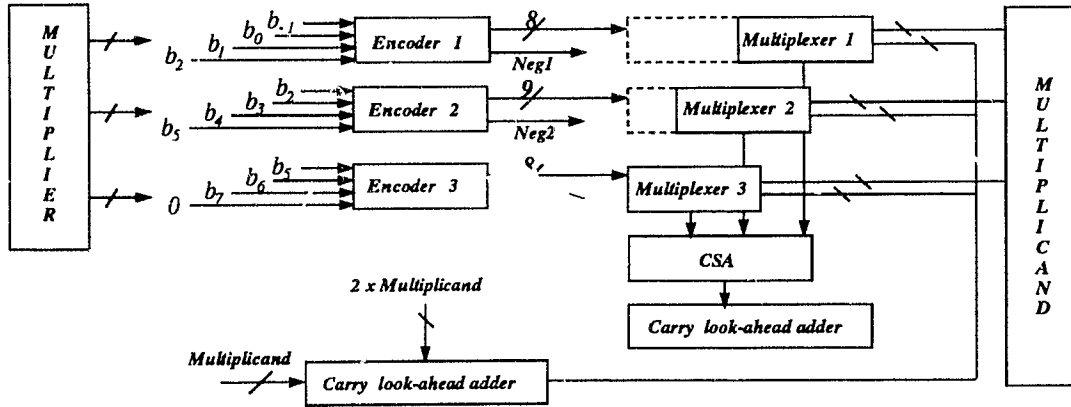 MULTIPLIER
b-1
b0
b1
b2
Encoder 1
8
Neg1
Multiplexer 1
b2
b3
b4
b5
Encoder 2
9
Neg2
Multiplexer 2
b5
b6
b7
0
Encoder 3
Multiplexer 3
CSA
Carry look-ahead adder
2 x Multiplicand
Multiplicand
Carry look-ahead adder
MULTIPLICAND